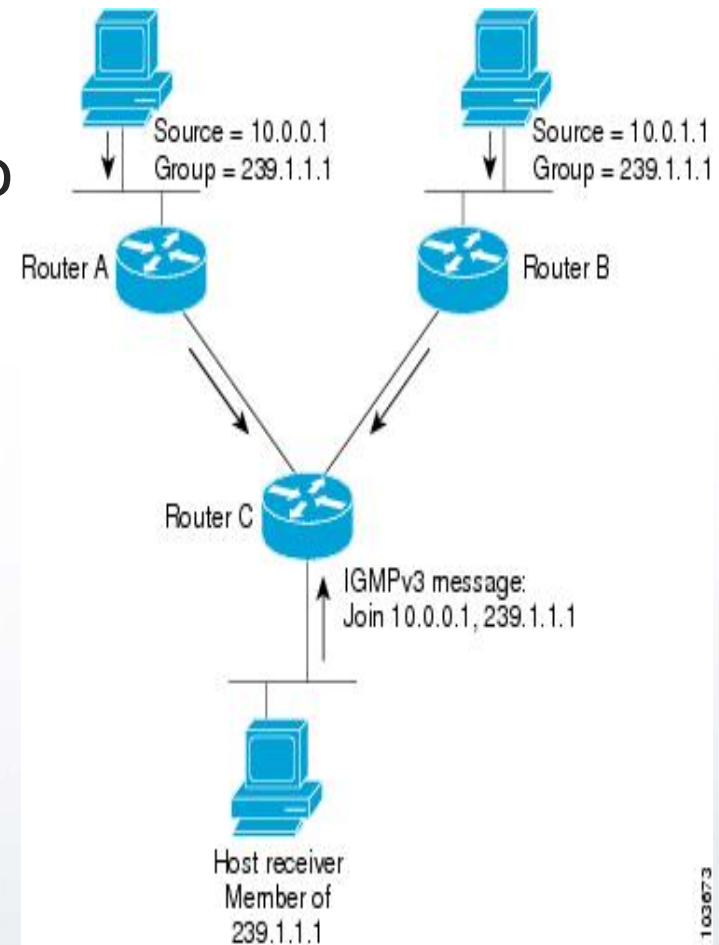 Source = 10.0.0.1
Group = 239.1.1.1
Source = 10.0.1.1
Group = 239.1.1.1
Router A
Router B
Router C
IGMPv3 message:
Join 10.0.0.1, 239.1.1.1
Host receiver
Member of
239.1.1.1
103673